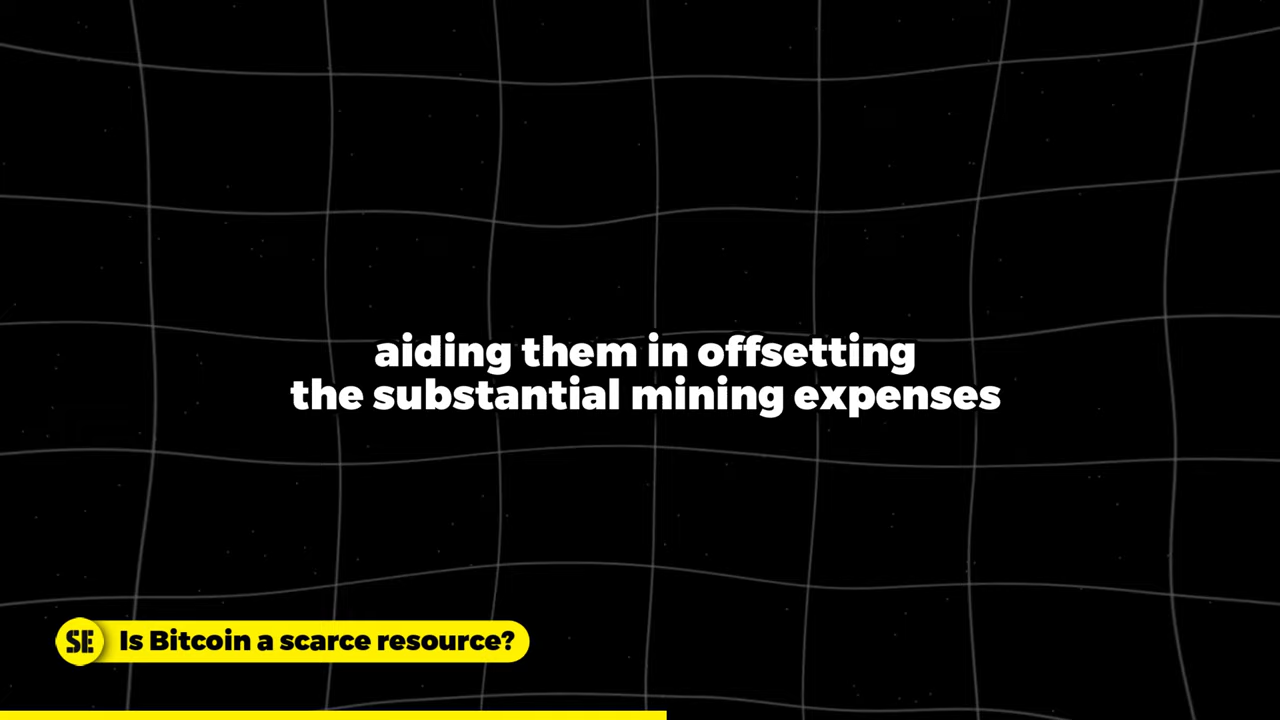 aiding them in offsetting
the substantial mining expenses
SE Is Bitcoin a scarce resource?